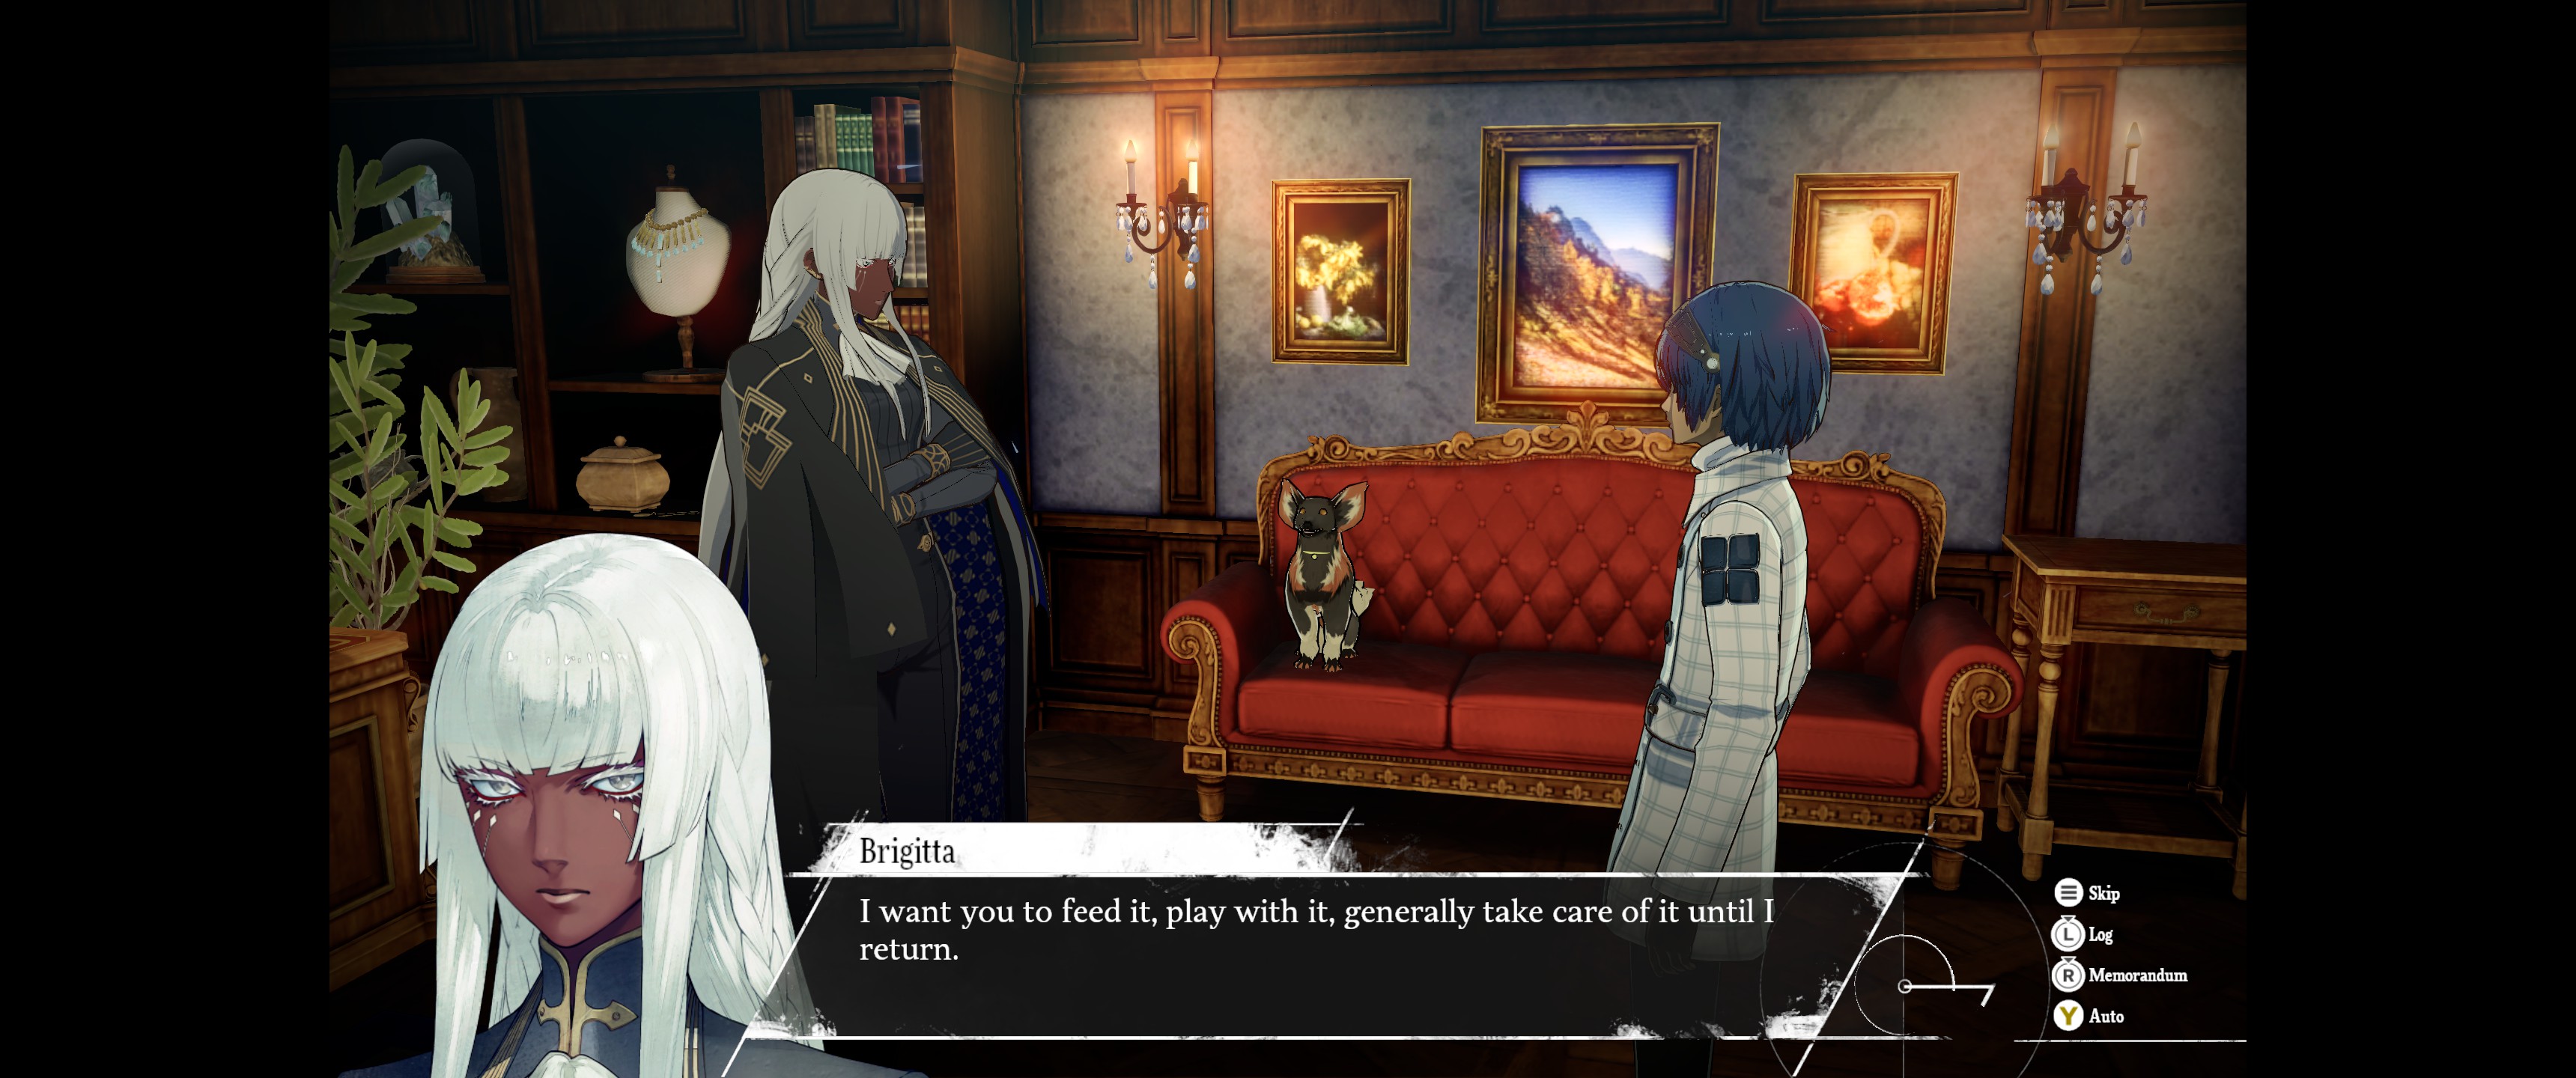 Brigitta
I want you to feed it, play with it, generally take care of it until I
return.
Skip
L Log
R Memorandum
Y Auto